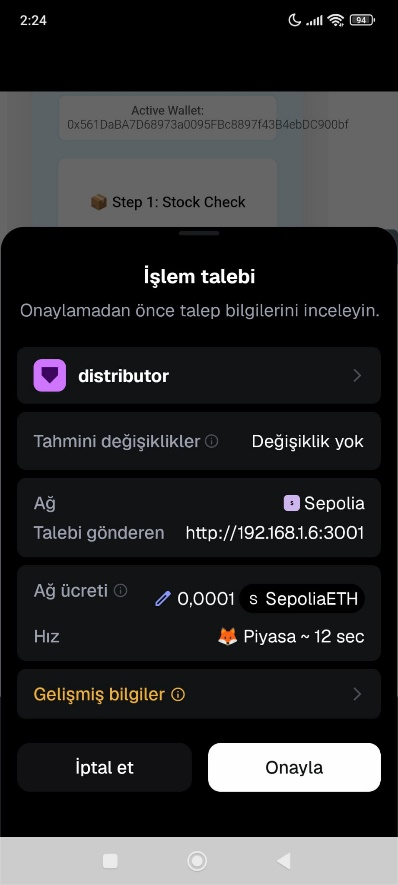 2:24
94
Active Wallet:
0x561DaBA7D68973a0095FBc8897f43B4ebDC900bf
📦 Step 1: Stock Check
İşlem talebi
Onaylamadan önce talep bilgilerini inceleyin.
distributor
Tahmini değişiklikler Değişiklik yok
Ağ S Sepolia
Talebi gönderen http://192.168.1.6:3001
Ağ ücreti 0,0001 S SepoliaETH
Hız 🦊 Piyasa ~ 12 sec
Gelişmiş bilgiler
İptal et Onayla